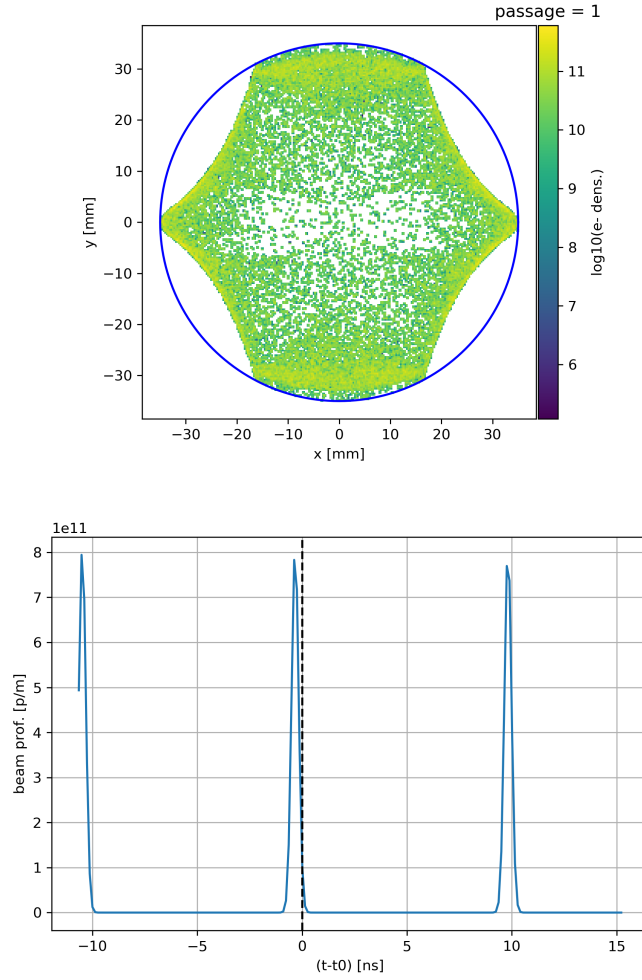 passage = 1
30
20
10
0
−10
−20
−30
y [mm]
−30 −20 −10 0 10 20 30
x [mm]
11
10
9
8
7
6
log10(e- dens.)
1e11
8
7
6
5
4
3
2
1
0
beam prof. [p/m]
−10 −5 0 5 10 15
(t-t0) [ns]